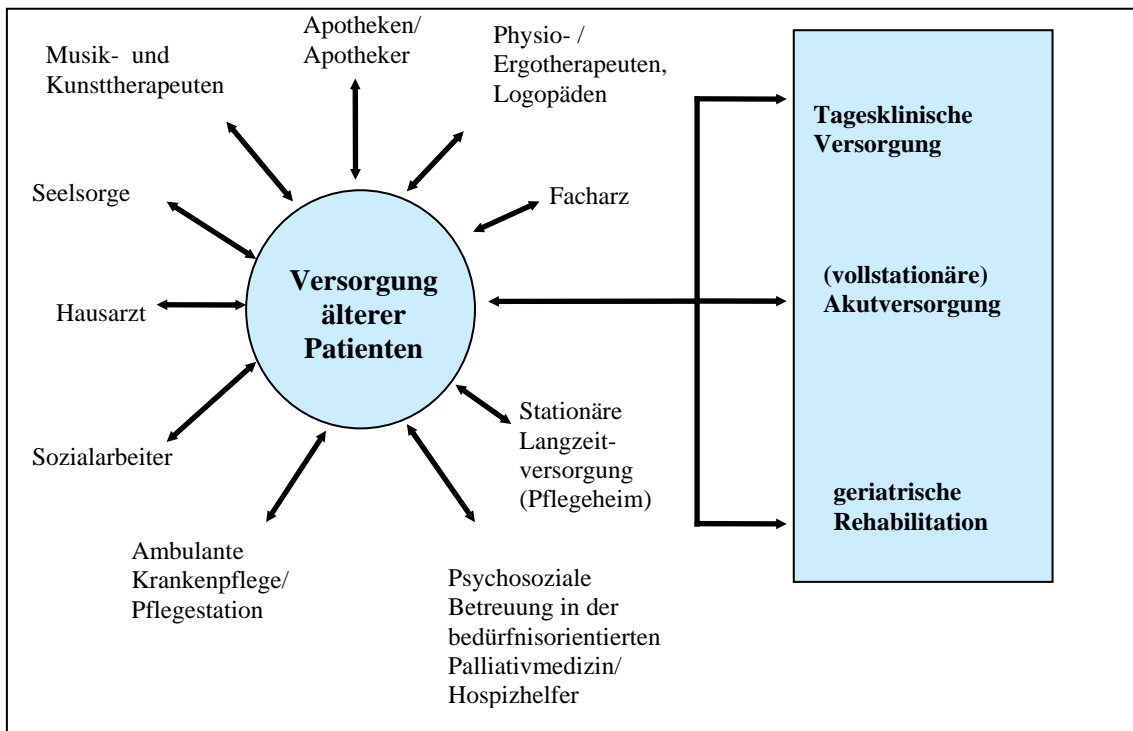 Apotheken/
Apotheker
Musik- und
Kunsttherapeuten
Physio- /
Ergotherapeuten,
Logopäden
Seelsorge
Facharz
Hausarzt
Versorgung
älterer
Patienten
Sozialarbeiter
Stationäre
Langzeit-
versorgung
(Pflegeheim)
Ambulante
Krankenpflege/
Pflegestation
Psychosoziale
Betreuung in der
bedürfnisorientierten
Palliativmedizin/
Hospizhelfer
Tagesklinische
Versorgung
(vollstationäre)
Akutversorgung
geriatrische
Rehabilitation